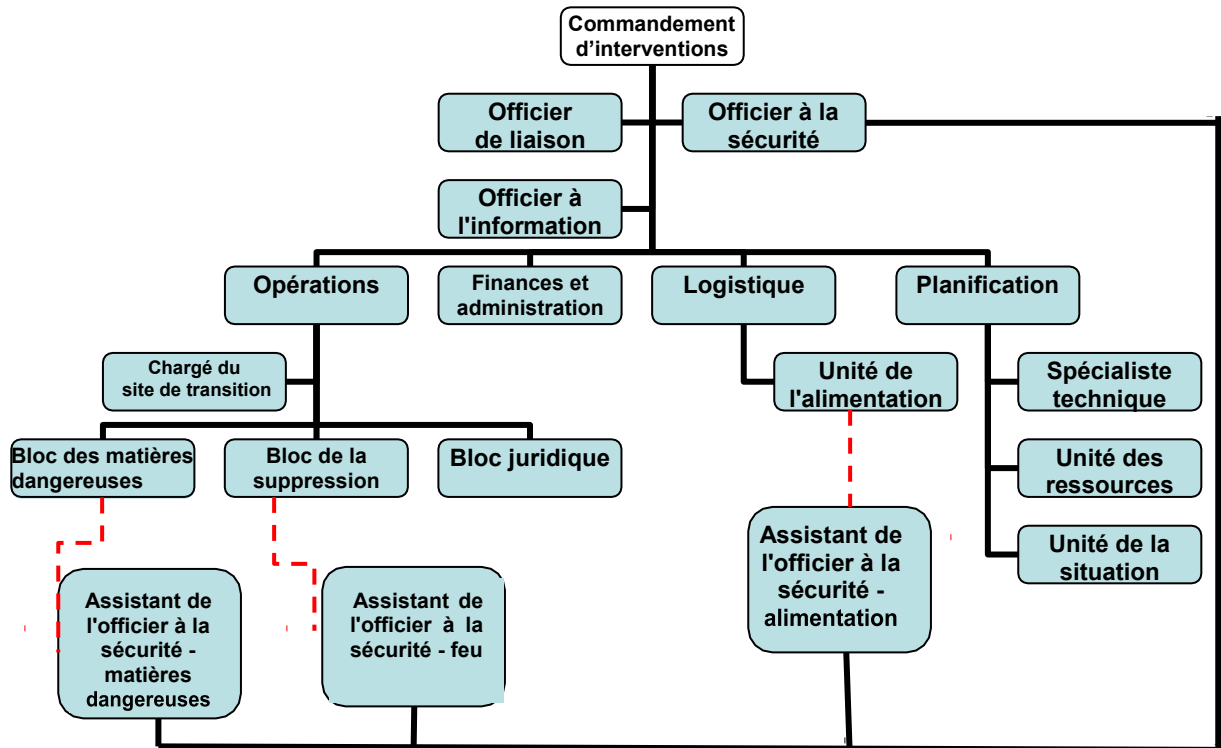 Commandement
d’interventions
Officier
de liaison
Officier à la
sécurité
Officier à
l'information
Opérations
Finances et
administration
Logistique
Planification
Chargé du
site de transition
Unité de
l'alimentation
Spécialiste
technique
Bloc des matières
dangereuses
Bloc de la
suppression
Bloc juridique
Unité des
ressources
Assistant de
l'officier à la
sécurité -
alimentation
Unité de la
situation
Assistant de
l'officier à la
sécurité -
matières
dangereuses
Assistant de
l'officier à la
sécurité - feu